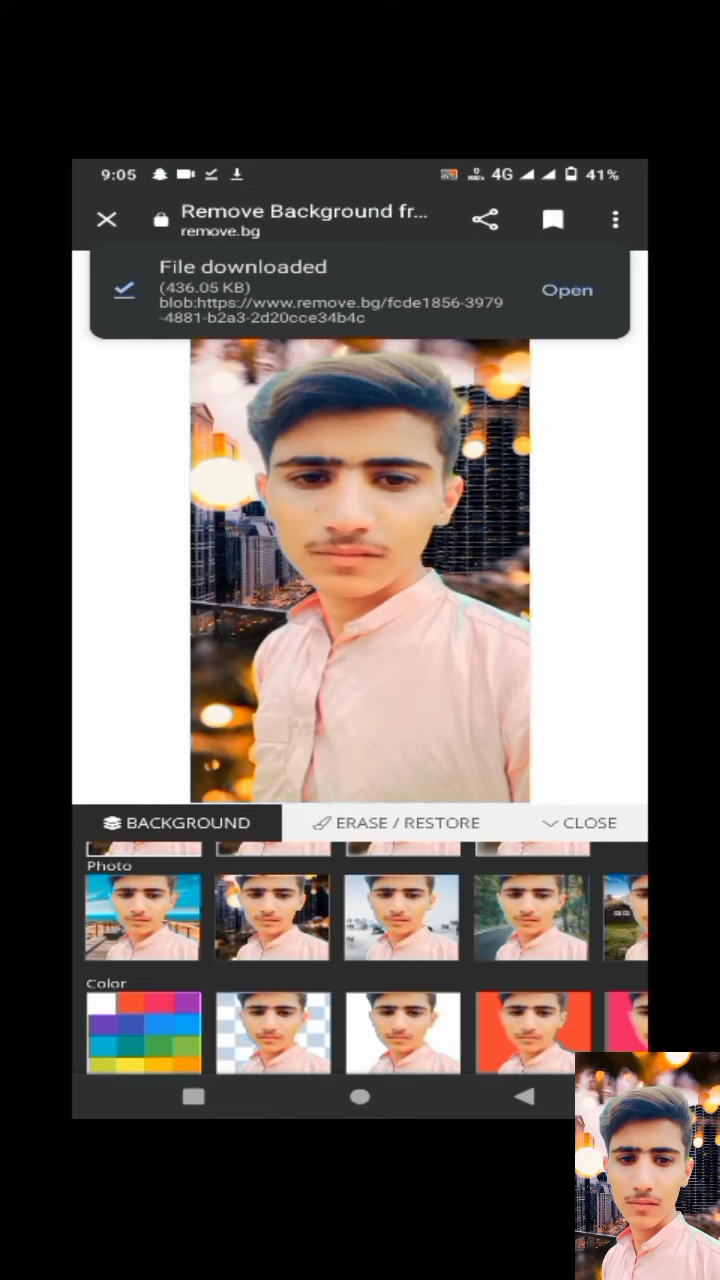 9:05
4G
41%
Remove Background fr...
remove.bg
File downloaded
(436.05 KB)
blob:https://www.remove.bg/fcde1856-3979
-4881-b2a3-2d20cce34b4c
Open
BACKGROUND
ERASE / RESTORE
CLOSE
Photo
Color